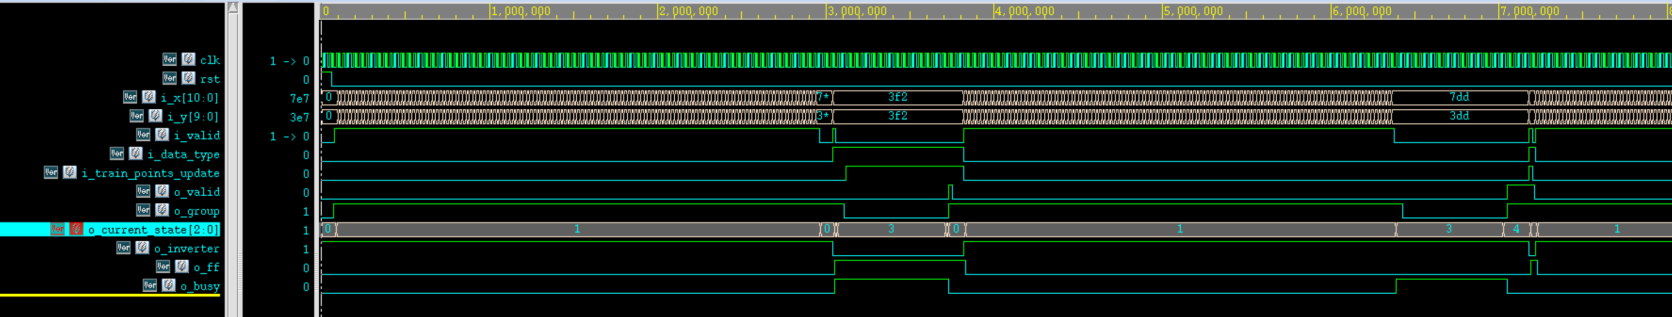 0 1,000,000 2,000,000 3,000,000 4,000,000 5,000,000 6,000,000 7,000,000
clk 1 -> 0
rst 0
i_x[10:0] 7e7 0 7* 3f2 7dd
i_y[9:0] 3e7 0 3* 3f2 3dd
i_valid 1 -> 0
i_data_type 0
i_train_points_update 0
o_valid 0
o_group 1
o_current_state[2:0] 1 0 1 0 3 0 1 3 4 1
o_inverter 1
o_ff 0
o_busy 0